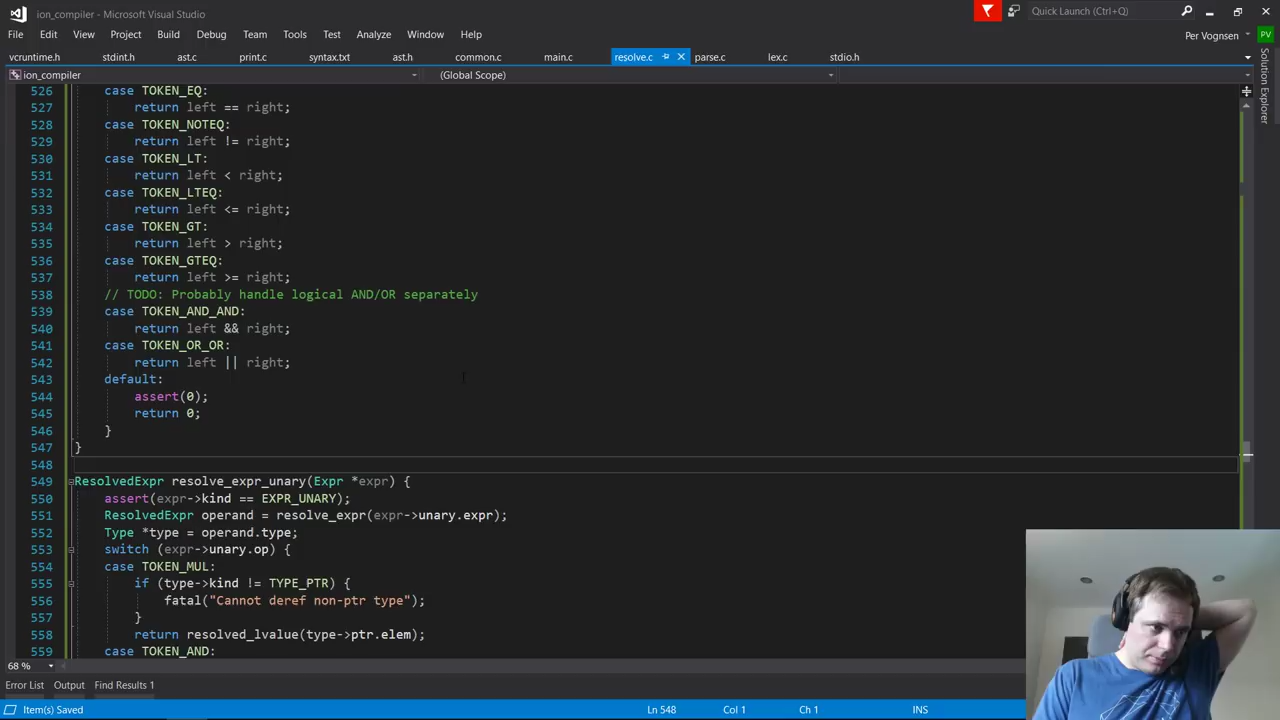 ion_compiler - Microsoft Visual Studio
Quick Launch (Ctrl+Q)
File Edit View Project Build Debug Team Tools Test Analyze Window Help
Per Vognsen
PV
vcruntime.h stdint.h ast.c print.c syntax.txt ast.h common.c main.c resolve.c parse.c lex.c stdio.h
Solution Explorer
ion_compiler (Global Scope)
526 case TOKEN_EQ:
527 return left == right;
528 case TOKEN_NOTEQ:
529 return left != right;
530 case TOKEN_LT:
531 return left < right;
532 case TOKEN_LTEQ:
533 return left <= right;
534 case TOKEN_GT:
535 return left > right;
536 case TOKEN_GTEQ:
537 return left >= right;
538 // TODO: Probably handle logical AND/OR separately
539 case TOKEN_AND_AND:
540 return left && right;
541 case TOKEN_OR_OR:
542 return left || right;
543 default:
544 assert(0);
545 return 0;
546 }
547 }
548
549 ResolvedExpr resolve_expr_unary(Expr *expr) {
550 assert(expr->kind == EXPR_UNARY);
551 ResolvedExpr operand = resolve_expr(expr->unary.expr);
552 Type *type = operand.type;
553 switch (expr->unary.op) {
554 case TOKEN_MUL:
555 if (type->kind != TYPE_PTR) {
556 fatal("Cannot deref non-ptr type");
557 }
558 return resolved_lvalue(type->ptr.elem);
559 case TOKEN_AND:
68 %
Error List Output Find Results 1
Item(s) Saved Ln 548 Col 1 Ch 1 INS